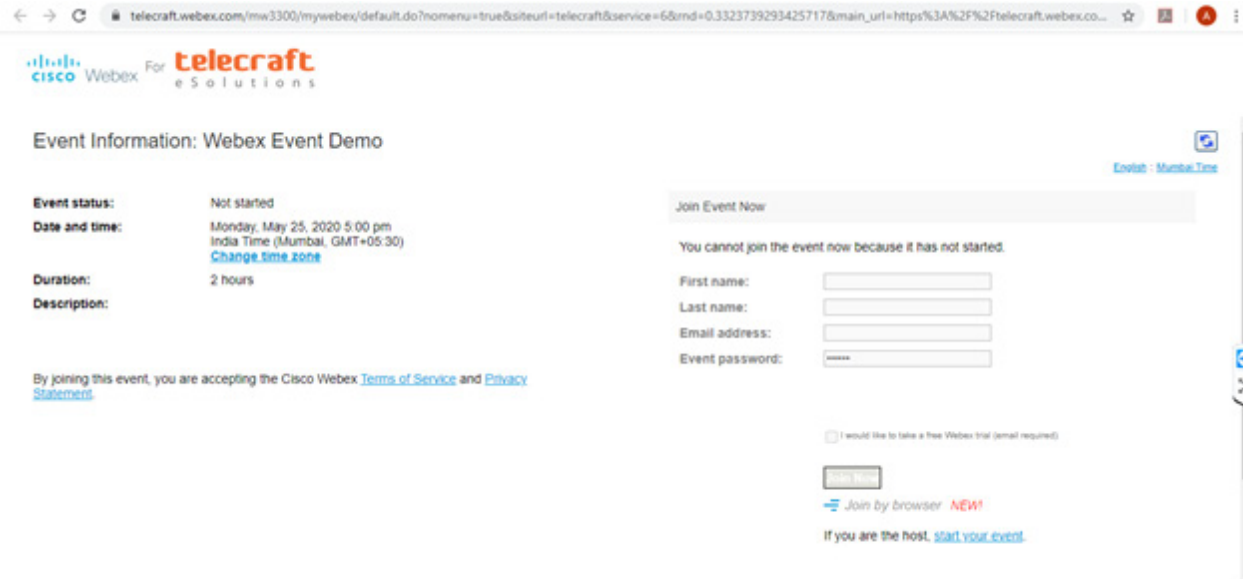 telecraft.webex.com/mw3300/mywebex/default.do?nomenu=true&siteurl=telecraft&service=6&rnd=0.3323739293425717&main_url=https%3A%2F%2Ftelecraft.webex.co...
A
cisco Webex For telecraft
eSolutions
Event Information: Webex Event Demo
English : Mumbai Time
Event status: Not started
Date and time: Monday, May 25, 2020 5:00 pm
India Time (Mumbai, GMT+05:30)
Change time zone
Duration: 2 hours
Description:
By joining this event, you are accepting the Cisco Webex Terms of Service and Privacy
Statement.
Join Event Now
You cannot join the event now because it has not started.
First name:
Last name:
Email address:
Event password:
I would like to take a free Webex trial (email required)
Join Now
Join by browser NEW!
If you are the host, start your event.